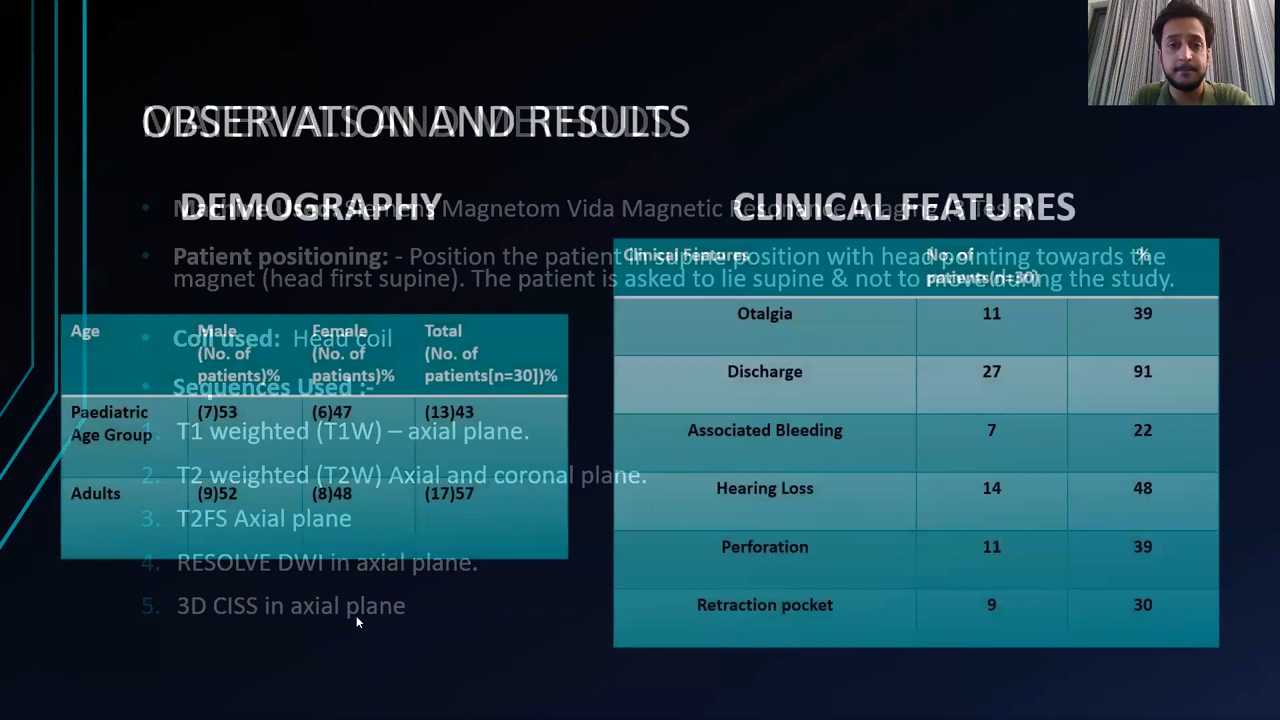 OBSERVATION AND RESULTS
MATERIALS AND METHODS
DEMOGRAPHY
CLINICAL FEATURES
Machine Used: Siemens Magnetom Vida Magnetic Resonance Imaging (3 Tesla)
Patient positioning: - Position the patient in supine position with head pointing towards the
magnet (head first supine). The patient is asked to lie supine & not to move during the study.
Coil used: Head coil
Sequences Used :-
1. T1 weighted (T1W) – axial plane.
2. T2 weighted (T2W) Axial and coronal plane.
3. T2FS Axial plane
4. RESOLVE DWI in axial plane.
5. 3D CISS in axial plane
Age Male (No. of patients)% Female (No. of patiants)% Total (No. of patients[n=30])%
Paediatric Age Group (7)53 (6)47 (13)43
Adults (9)52 (8)48 (17)57
Clinical Features No. of patients(n=30) %
Otalgia 11 39
Discharge 27 91
Associated Bleeding 7 22
Hearing Loss 14 48
Perforation 11 39
Retraction pocket 9 30